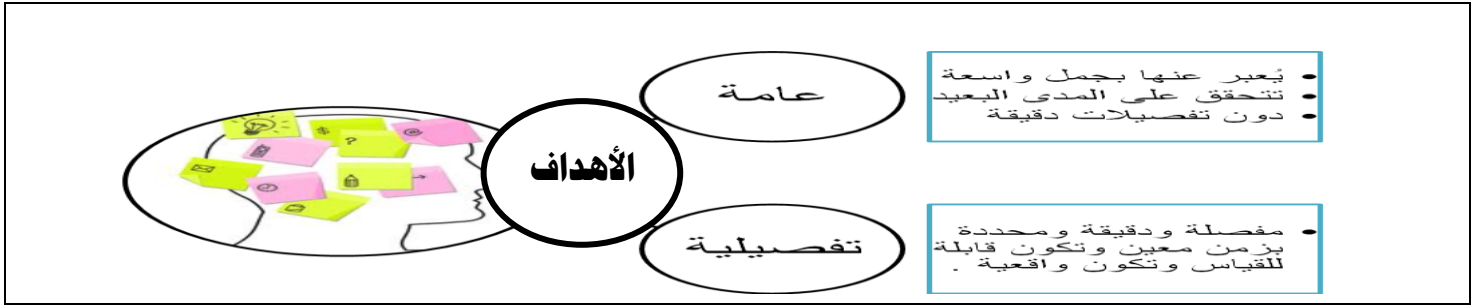 الأهداف
عامة
• يُعبر عنها بجمل واسعة
• تتحقق على المدى البعيد
• دون تفصيلات دقيقة
تفصيلية
• مفصلة ودقيقة ومحددة
بزمن معين وتكون قابلة
للقياس وتكون واقعية .